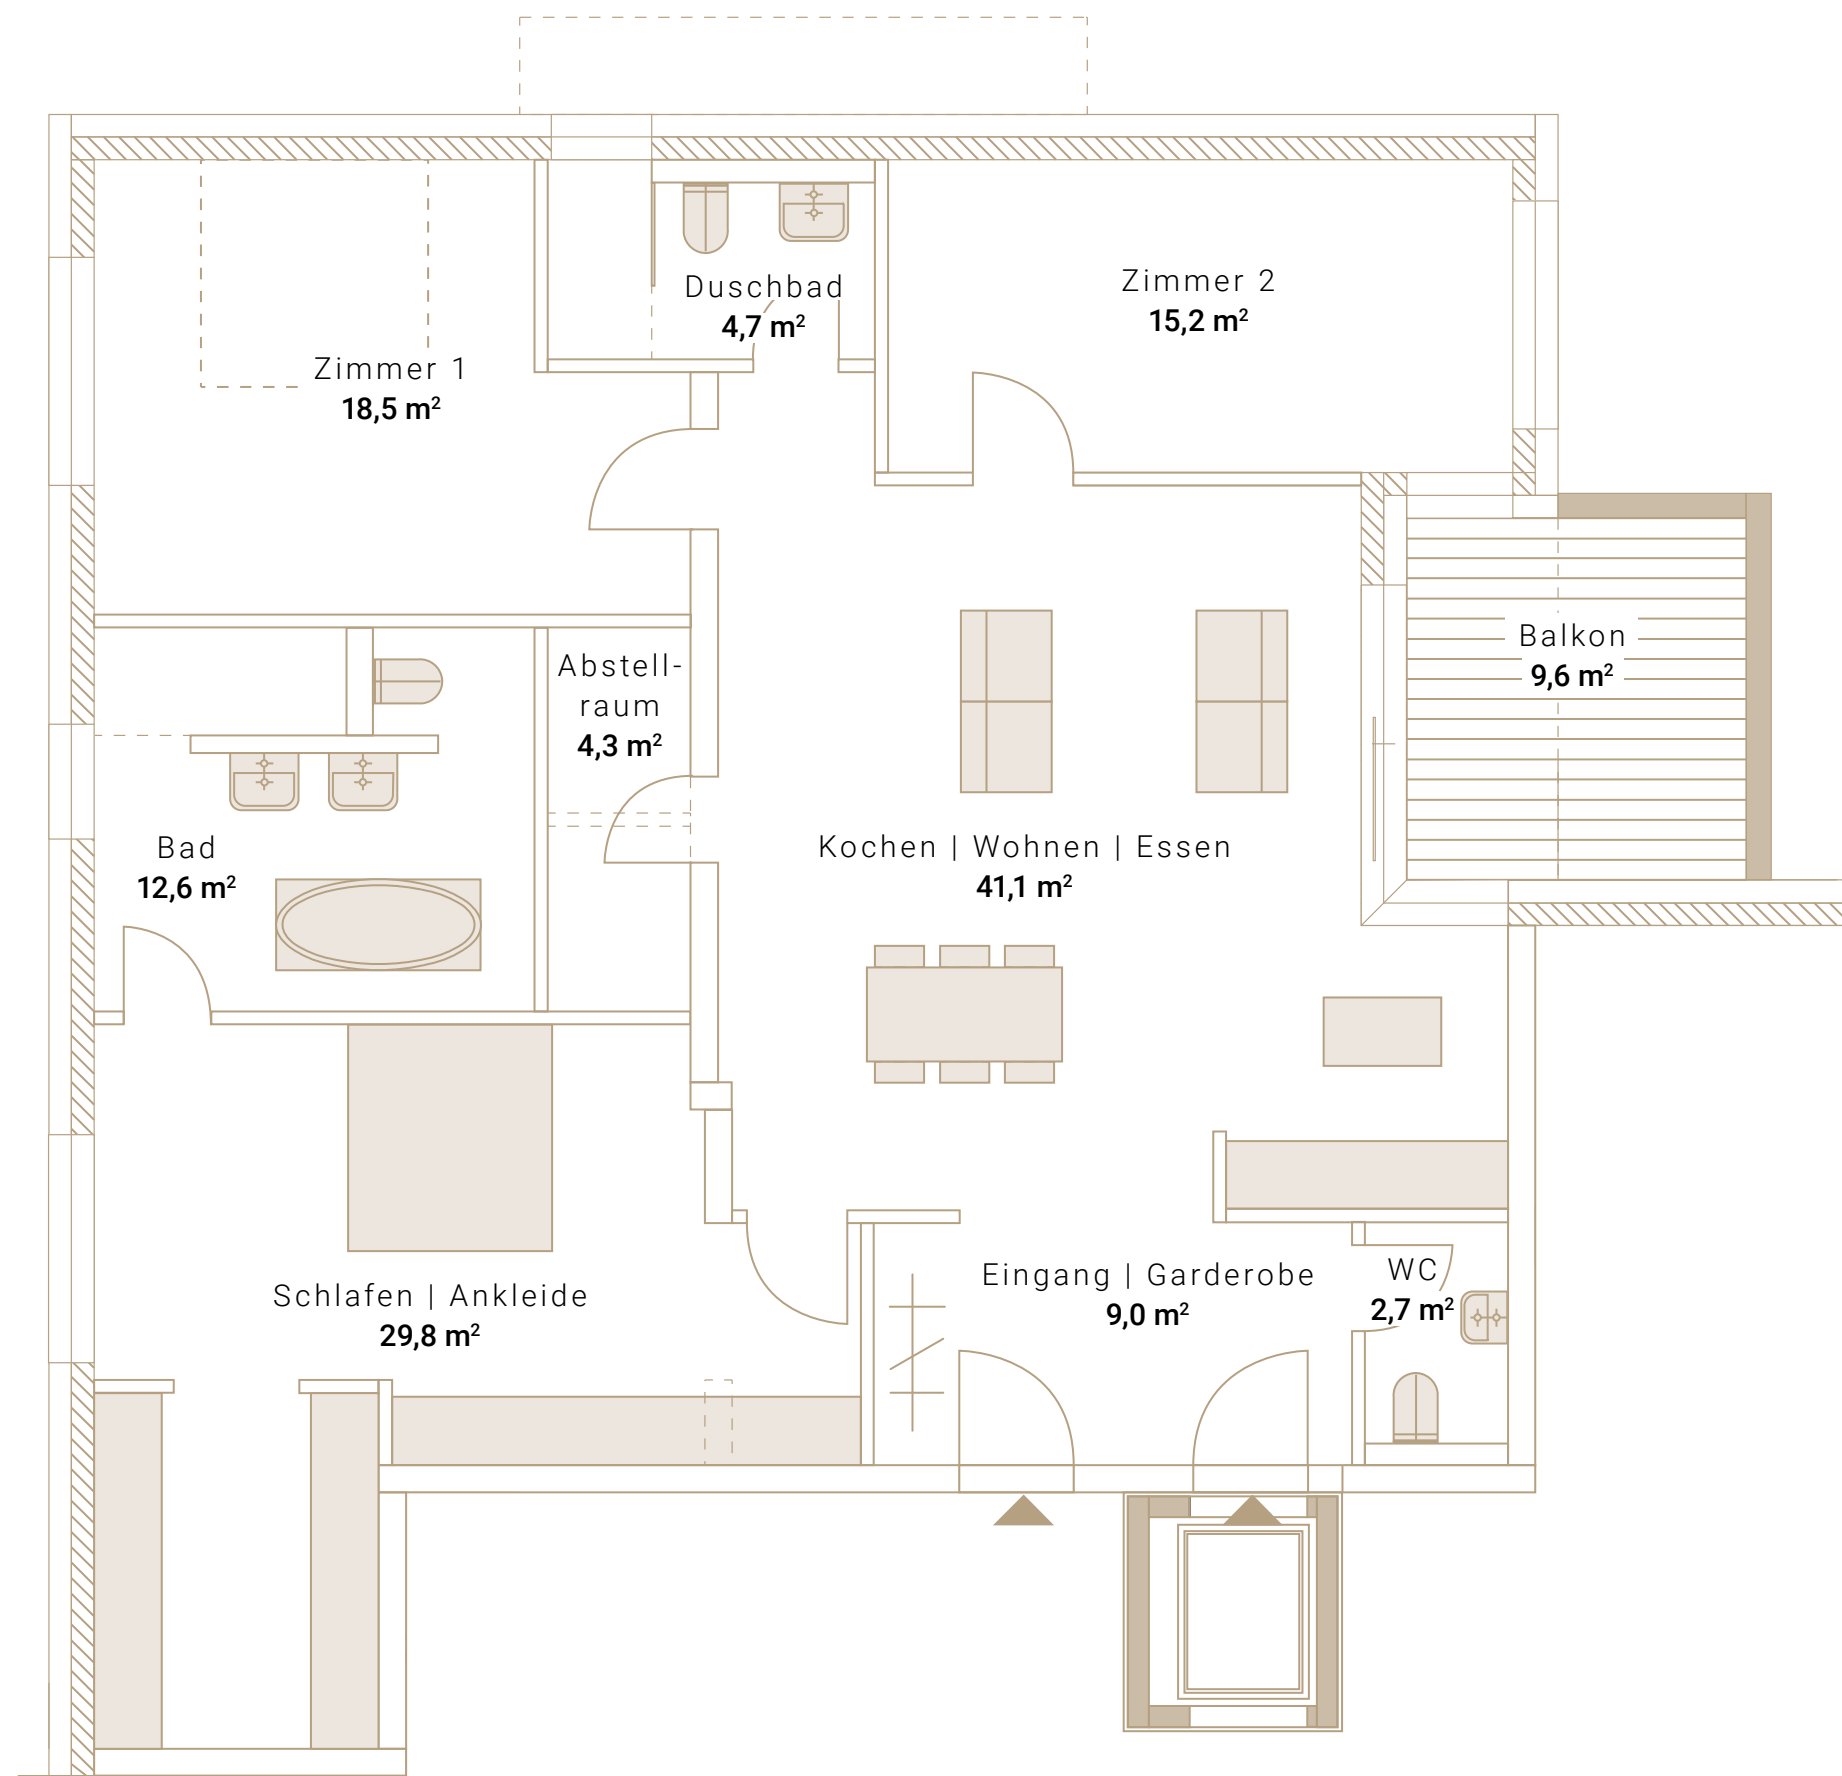 Duschbad
4,7 m²
Zimmer 2
15,2 m²
Zimmer 1
18,5 m²
Abstell-
raum
4,3 m²
Balkon
9,6 m²
Bad
12,6 m²
Kochen | Wohnen | Essen
41,1 m²
Schlafen | Ankleide
29,8 m²
Eingang | Garderobe
9,0 m²
WC
2,7 m²